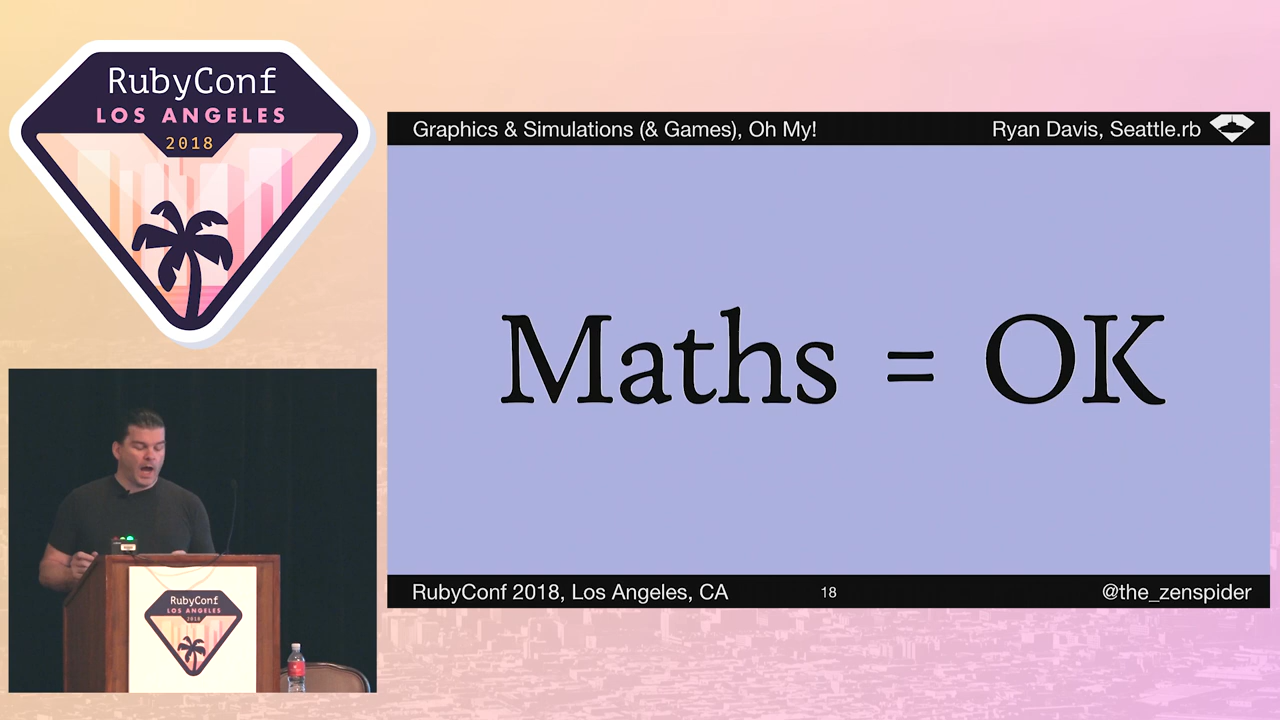 RubyConf
LOS ANGELES
2018
Graphics & Simulations (& Games), Oh My!
Ryan Davis, Seattle.rb
Maths = OK
RubyConf 2018, Los Angeles, CA
18
@the_zenspider
RubyConf
LOS ANGELES
2018